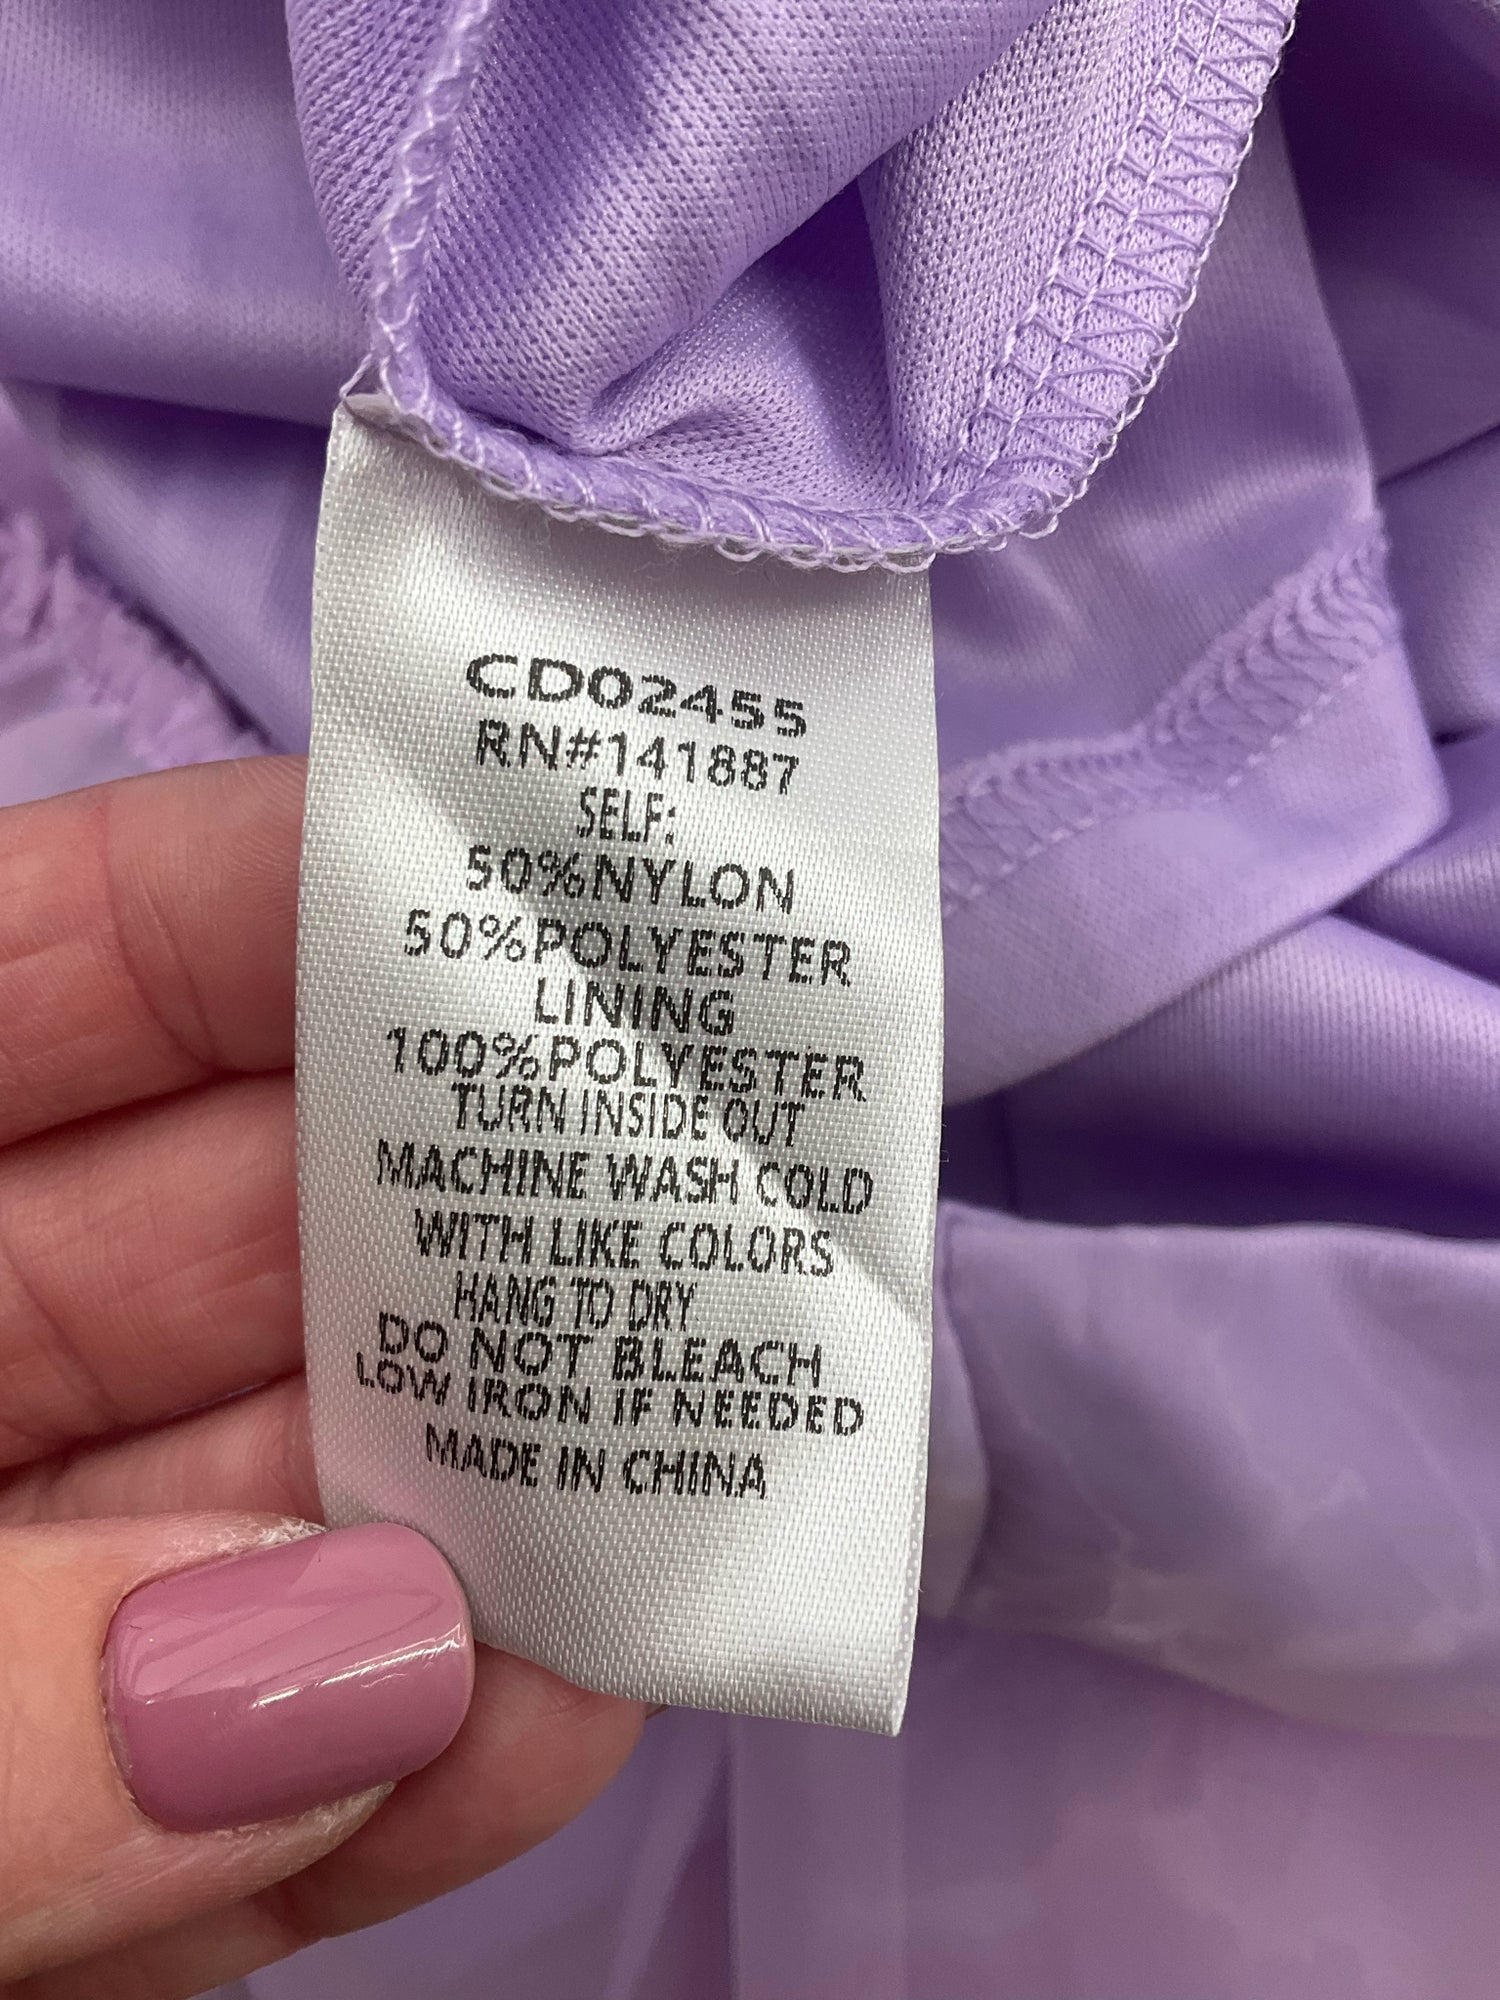 CD02455
RN#141887
SELF:
50%NYLON
50%POLYESTER
LINING
100%POLYESTER
TURN INSIDE OUT
MACHINE WASH COLD
WITH LIKE COLORS
HANG TO DRY
DO NOT BLEACH
LOW IRON IF NEEDED
MADE IN CHINA